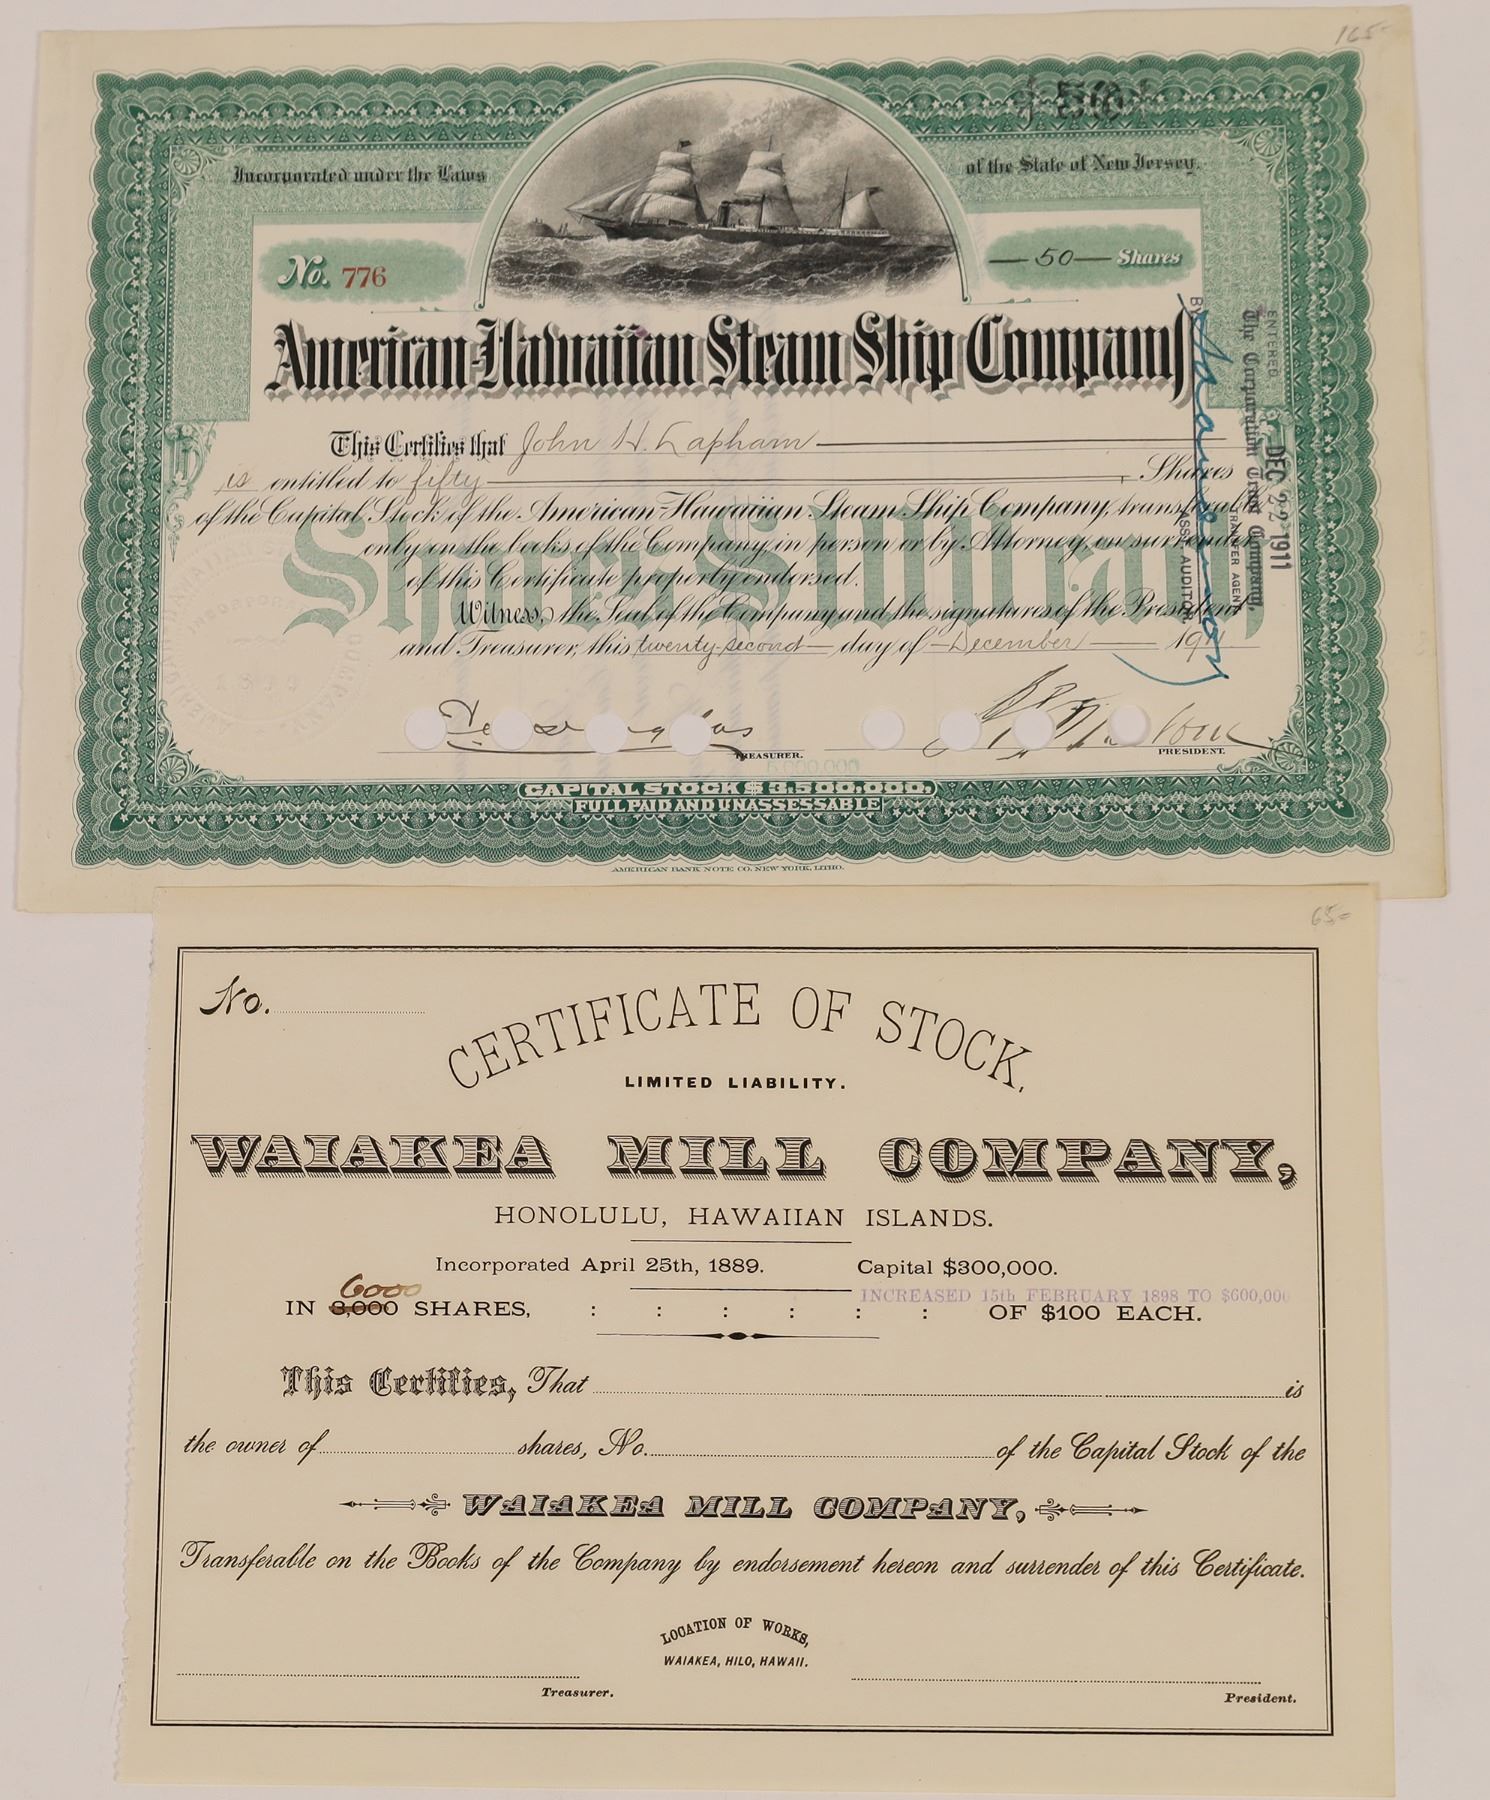 165-
50
Incorporated under the Laws of the State of New Jersey.
No. 776
50 Shares
American-Hawaiian Steam Ship Company
This Certifies that John H. Lapham
is entitled to fifty Shares
of the Capital Stock of the American-Hawaiian Steam Ship Company, transferable
only on the books of the Company, in person or by Attorney, on surrender
of this Certificate properly endorsed.
Witness, the Seal of the Company and the signatures of the President
and Treasurer, this twenty-second day of December 1911
TREASURER.
PRESIDENT.
5,000,000
CAPITAL STOCK $3,500,000.
FULL PAID AND UNASSESSABLE
AMERICAN BANK NOTE CO. NEW YORK, LITHO.
ENTERED
DEC 22 1911
The Corporation Trust Company,
TRANSFER AGENT
BY
ASST. AUDITOR
65=
No.
CERTIFICATE OF STOCK.
LIMITED LIABILITY.
WAIAKEA MILL COMPANY,
HONOLULU, HAWAIIAN ISLANDS.
Incorporated April 25th, 1889. Capital $300,000.
INCREASED 15th FEBRUARY 1898 TO $600,000
6000
IN 3,000 SHARES, : : : : : : OF $100 EACH.
This Certifies, That is
the owner of shares, No. of the Capital Stock of the
WAIAKEA MILL COMPANY,
Transferable on the Books of the Company by endorsement hereon and surrender of this Certificate.
LOCATION OF WORKS,
WAIAKEA, HILO, HAWAII.
Treasurer.
President.